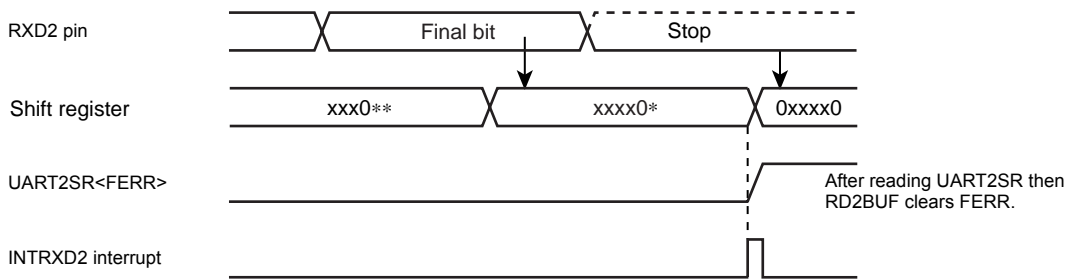 RXD2 pin
Final bit
Stop
Shift register
xxx0**
xxxx0*
0xxxx0
UART2SR<FERR>
After reading UART2SR then
RD2BUF clears FERR.
INTRXD2 interrupt